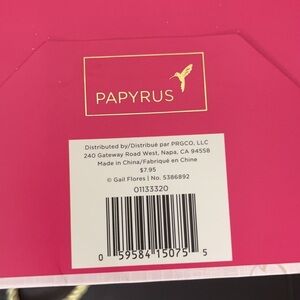 PAPYRUS
Distributed by/Distribué par PRGCO, LLC
240 Gateway Road West, Napa, CA 94558
Made in China/Fabriqué en Chine
$7.95
© Gail Flores | No. 5386892
01133320
0 59584 15075 5